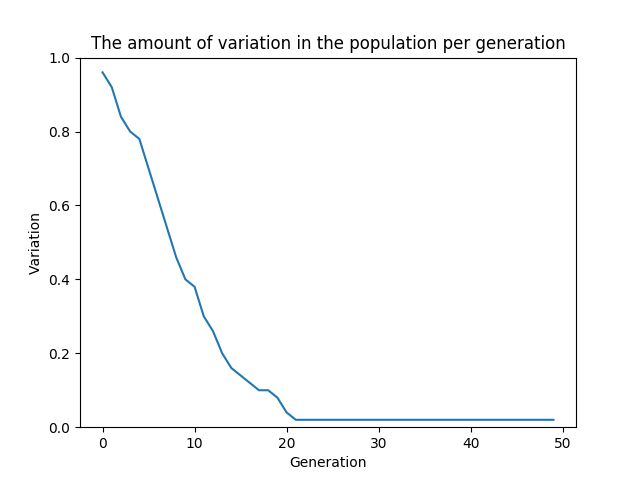 The amount of variation in the population per generation
1.0
0.8
0.6
0.4
0.2
0.0
Variation
0 10 20 30 40 50
Generation